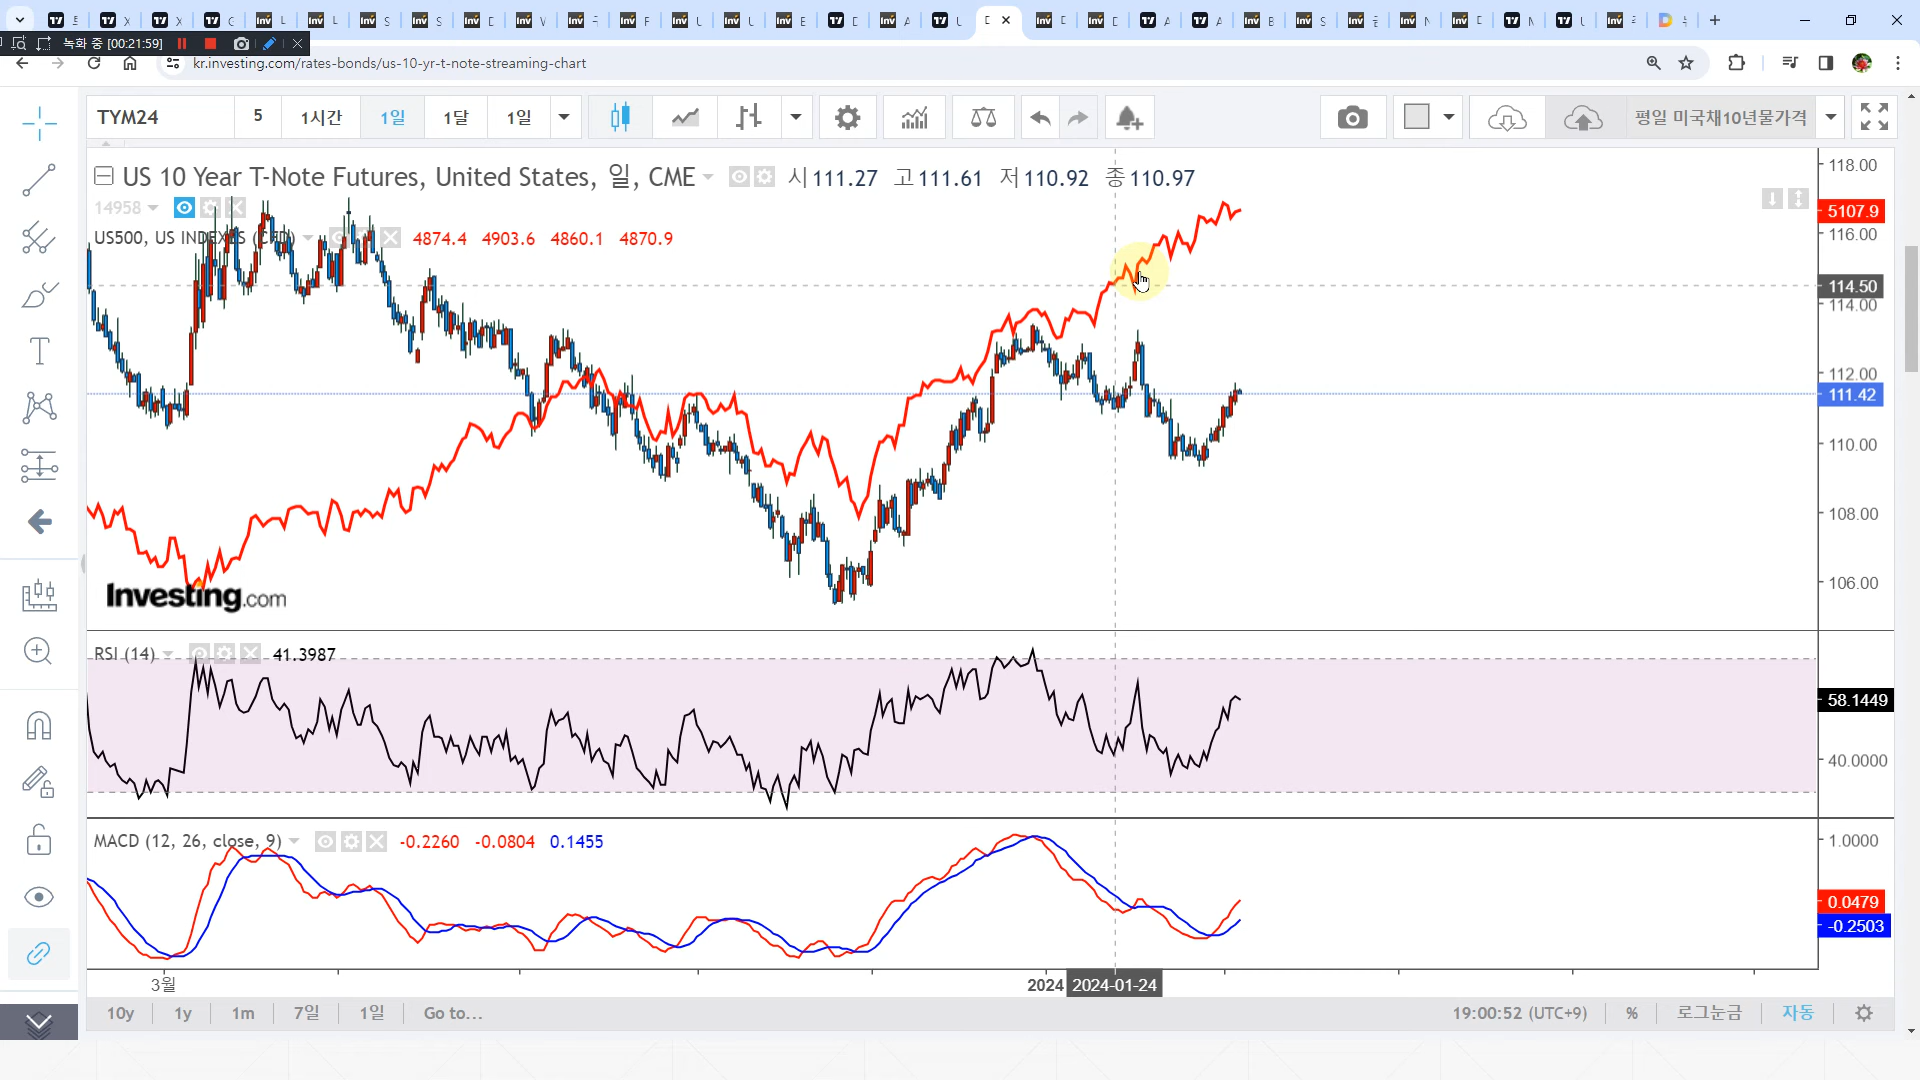 녹화 중 [00:21:59]
kr.investing.com/rates-bonds/us-10-yr-t-note-streaming-chart
TYM24 5 1시간 1일 1달 1일 평일 미국채10년물가격
US 10 Year T-Note Futures, United States, 일, CME 시 111.27 고 111.61 저 110.92 종 110.97
14958
US500, US INDEXES (CFD) 4874.4 4903.6 4860.1 4870.9
118.00
5107.9
116.00
114.50
114.00
112.00
111.42
110.00
108.00
106.00
Investing.com
RSI (14) 41.3987
58.1449
40.0000
MACD (12, 26, close, 9) -0.2260 -0.0804 0.1455
1.0000
0.0479
-0.2503
3월 2024 2024-01-24
10y 1y 1m 7일 1일 Go to... 19:00:52 (UTC+9) % 로그눈금 자동